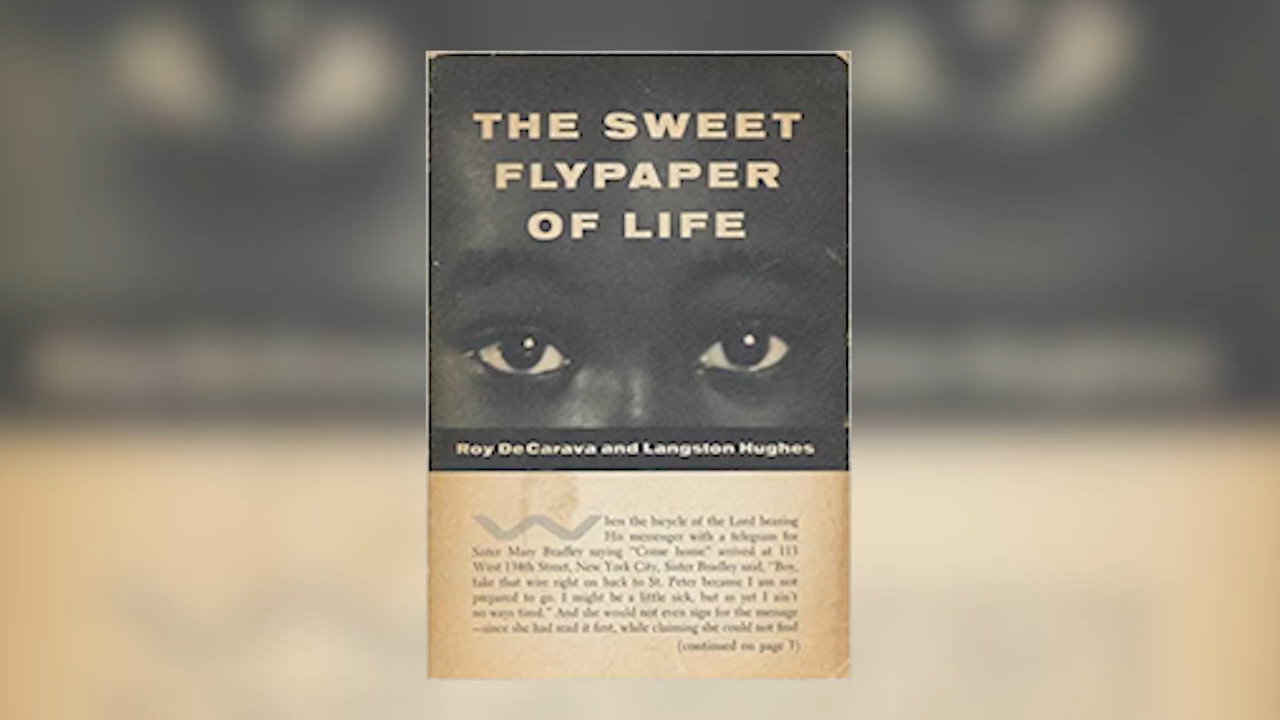 THE SWEET
FLYPAPER
OF LIFE
Roy DeCarava and Langston Hughes
When the bicycle of the Lord bearing
His messenger with a telegram for
Sister Mary Bradley saying "Come home" arrived at 113
West 134th Street, New York City, Sister Bradley said, "Boy,
take that wire right on back to St. Peter because I am not
prepared to go. I might be a little sick, but as yet I ain't
no ways tired." And she would not even sign for the message
—since she had read it first, while claiming she could not find
(continued on page 3)